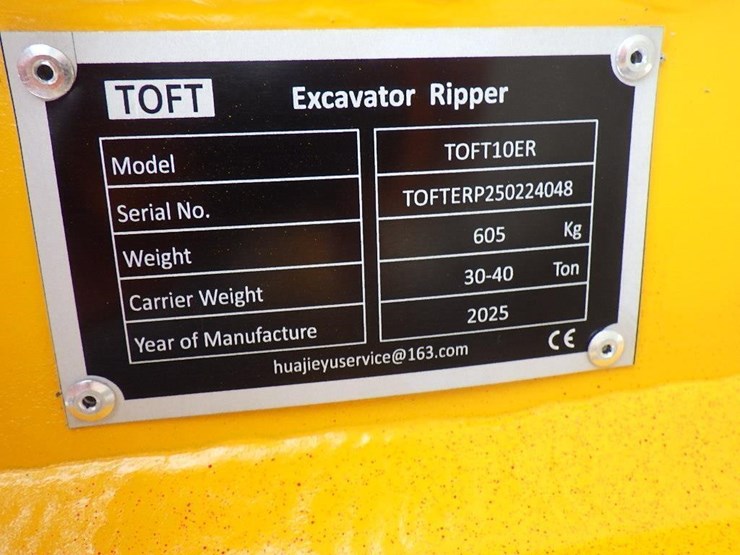 TOFT Excavator Ripper
Model TOFT10ER
Serial No. TOFTERP250224048
Weight 605 Kg
Carrier Weight 30-40 Ton
Year of Manufacture 2025
huajieyuservice@163.com CE